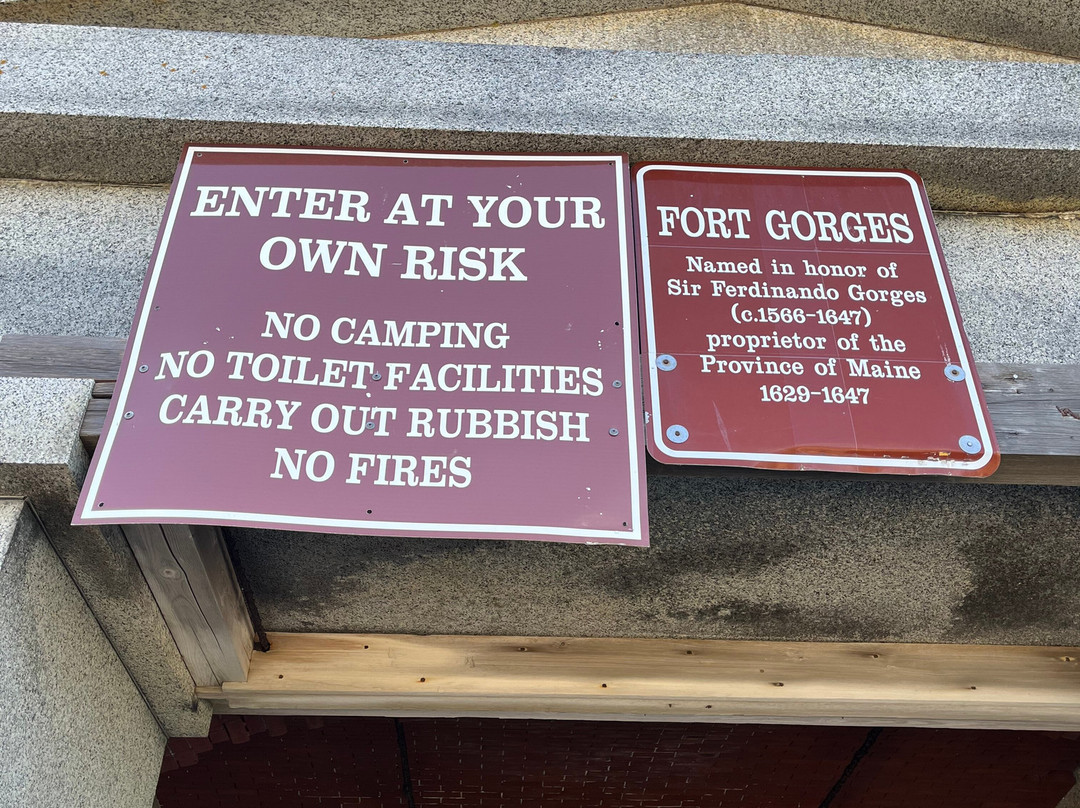 ENTER AT YOUR
OWN RISK
NO CAMPING
NO TOILET FACILITIES
CARRY OUT RUBBISH
NO FIRES
FORT GORGES
Named in honor of
Sir Ferdinando Gorges
(c.1566-1647)
proprietor of the
Province of Maine
1629-1647